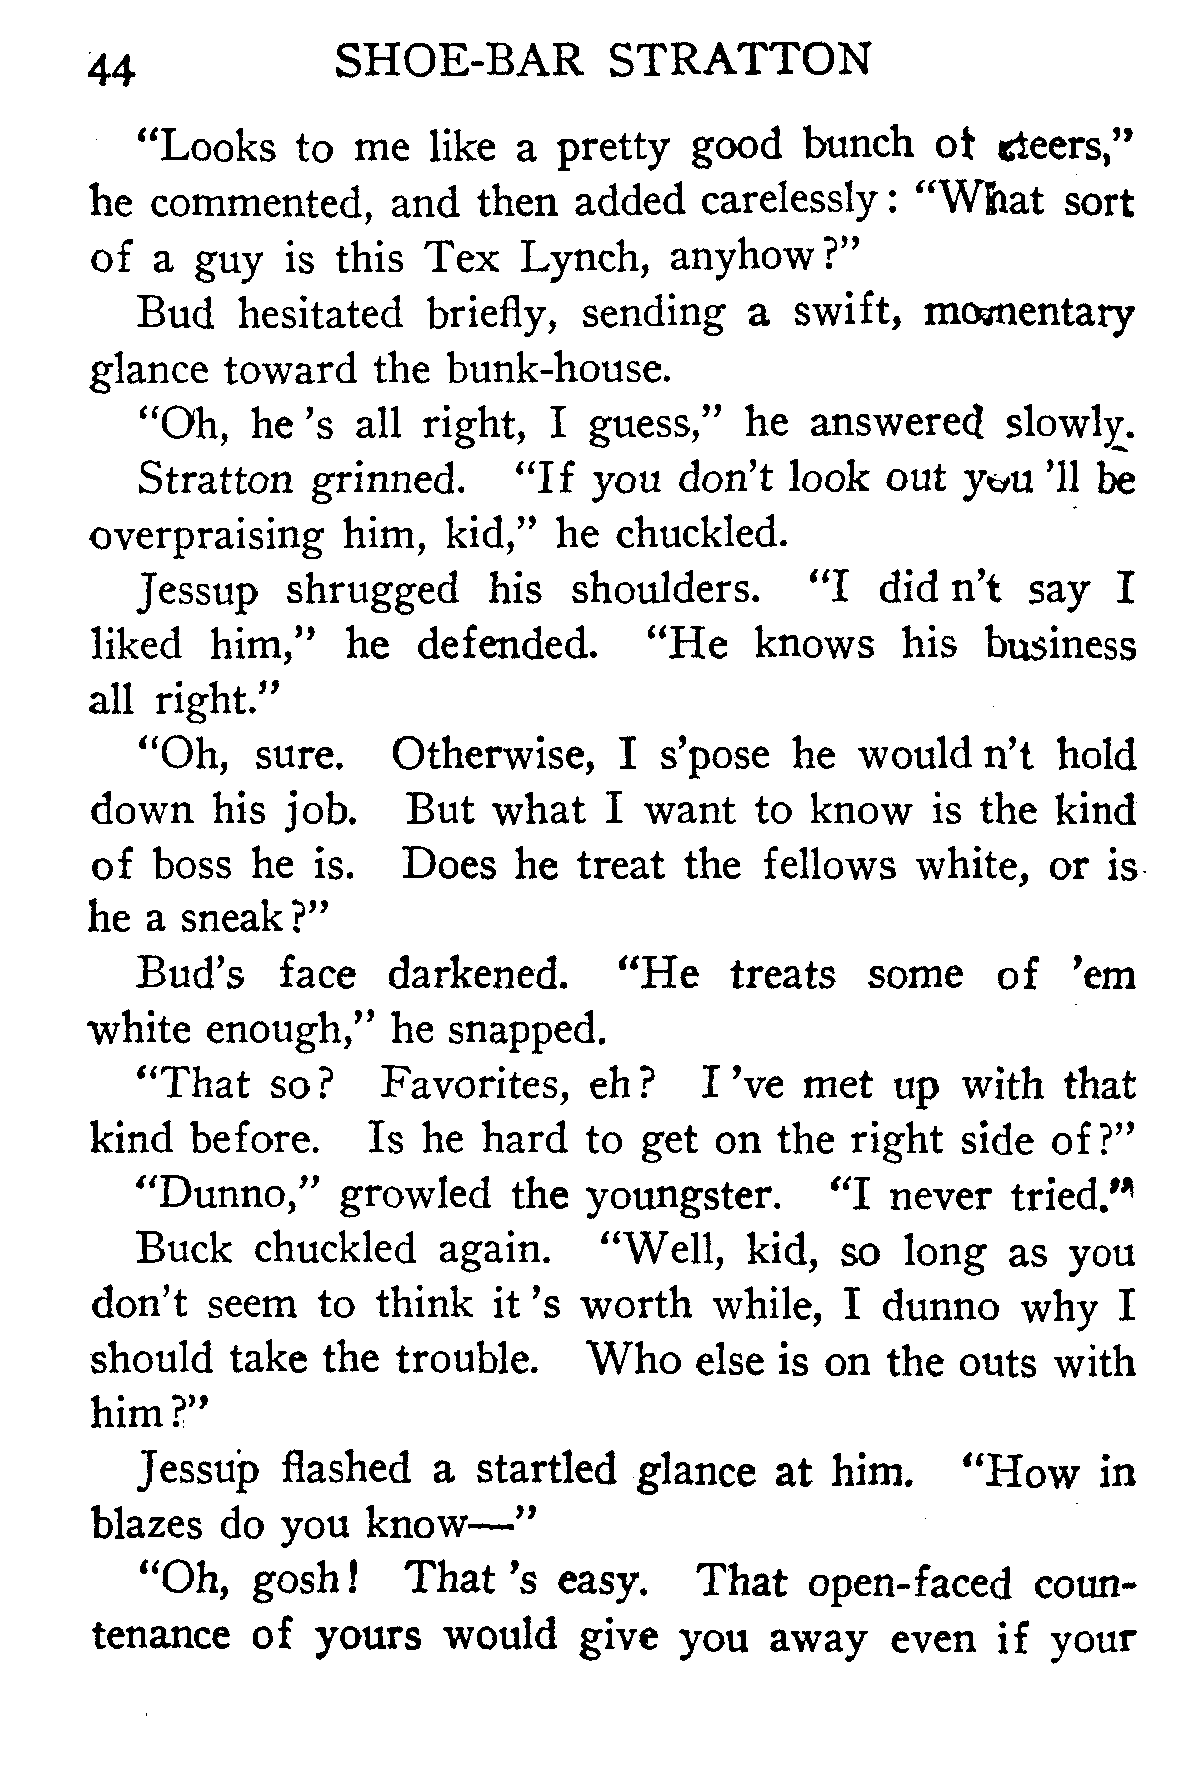 44 SHOE-BAR STRATTON
“Looks to me like a pretty good bunch of steers,”
he commented, and then added carelessly: “What sort
of a guy is this Tex Lynch, anyhow?”
Bud hesitated briefly, sending a swift, momentary
glance toward the bunk-house.
“Oh, he ’s all right, I guess,” he answered slowly.
Stratton grinned. “If you don’t look out you ’ll be
overpraising him, kid,” he chuckled.
Jessup shrugged his shoulders. “I did n’t say I
liked him,” he defended. “He knows his business
all right.”
“Oh, sure. Otherwise, I s’pose he would n’t hold
down his job. But what I want to know is the kind
of boss he is. Does he treat the fellows white, or is
he a sneak?”
Bud’s face darkened. “He treats some of ’em
white enough,” he snapped.
“That so? Favorites, eh? I ’ve met up with that
kind before. Is he hard to get on the right side of?”
“Dunno,” growled the youngster. “I never tried.”
Buck chuckled again. “Well, kid, so long as you
don’t seem to think it ’s worth while, I dunno why I
should take the trouble. Who else is on the outs with
him?”
Jessup flashed a startled glance at him. “How in
blazes do you know—”
“Oh, gosh! That ’s easy. That open-faced coun-
tenance of yours would give you away even if your